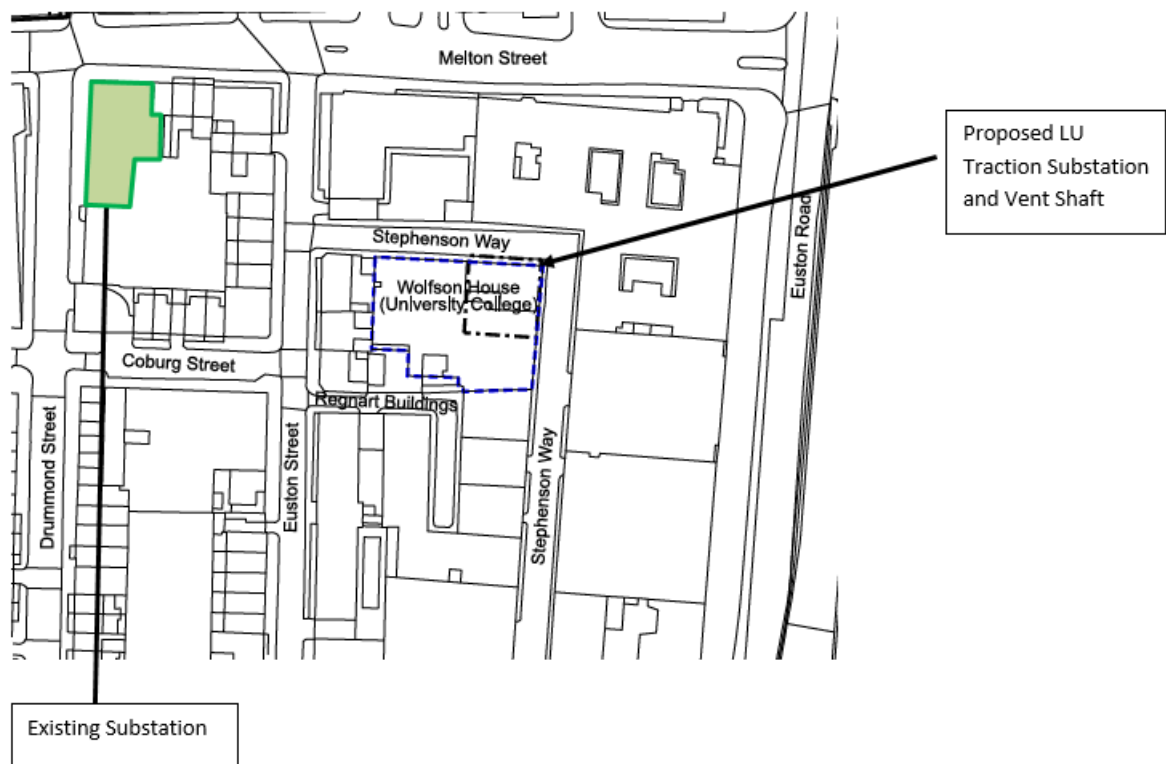 Melton Street
Proposed LU
Traction Substation
and Vent Shaft
Stephenson Way
Euston Road
Wolfson House
(University College)
Coburg Street
Regnart Buildings
Drummond Street
Euston Street
Stephenson Way
Existing Substation